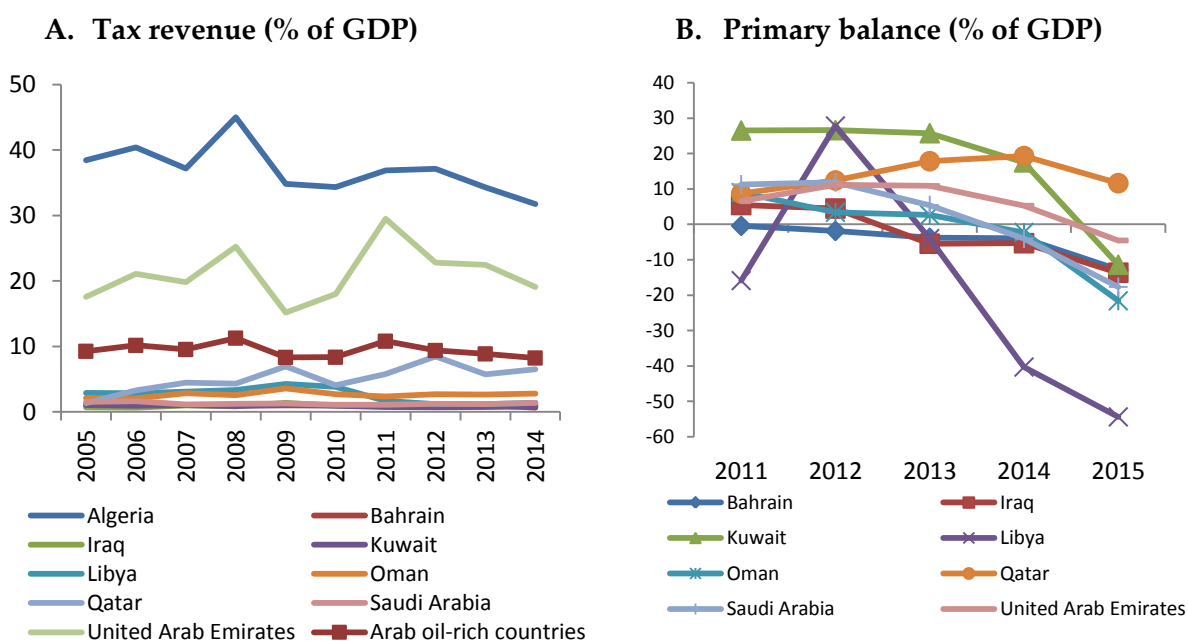 A. Tax revenue (% of GDP)
50
40
30
20
10
0
2005
2006
2007
2008
2009
2010
2011
2012
2013
2014
Algeria
Bahrain
Iraq
Kuwait
Libya
Oman
Qatar
Saudi Arabia
United Arab Emirates
Arab oil-rich countries
B. Primary balance (% of GDP)
40
30
20
10
0
-10
-20
-30
-40
-50
-60
2011
2012
2013
2014
2015
Bahrain
Iraq
Kuwait
Libya
Oman
Qatar
Saudi Arabia
United Arab Emirates